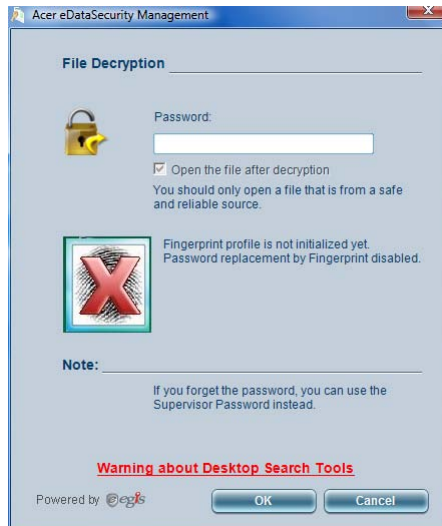 Acer eDataSecurity Management
File Decryption
Password:
Open the file after decryption
You should only open a file that is from a safe
and reliable source.
Fingerprint profile is not initialized yet.
Password replacement by Fingerprint disabled.
Note:
If you forget the password, you can use the
Supervisor Password instead.
Warning about Desktop Search Tools
Powered by egis
OK
Cancel